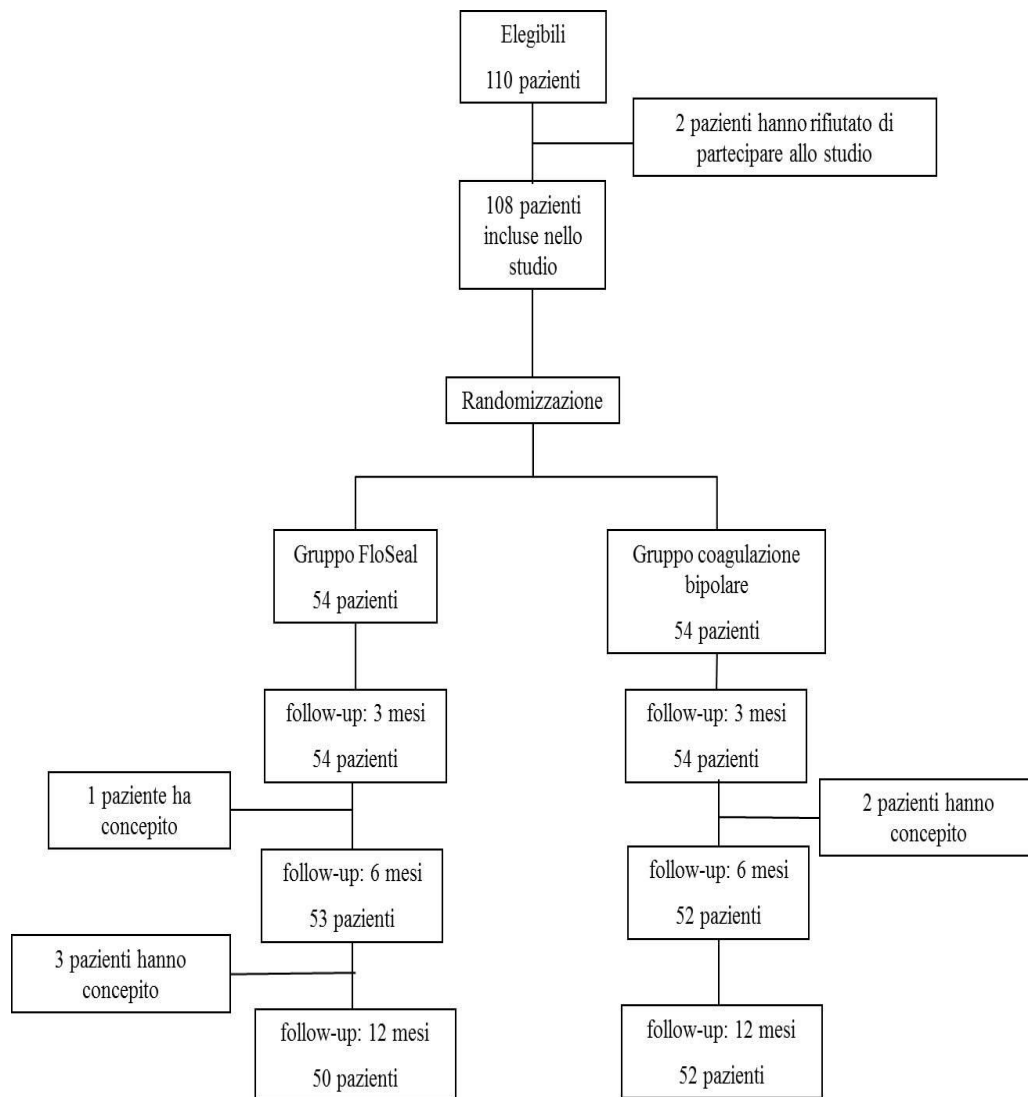 Elegibili
110 pazienti
2 pazienti hanno rifiutato di
partecipare allo studio
108 pazienti
incluse nello
studio
Randomizzazione
Gruppo FloSeal
54 pazienti
Gruppo coagulazione
bipolare
54 pazienti
follow-up: 3 mesi
54 pazienti
follow-up: 3 mesi
54 pazienti
1 paziente ha
concepito
2 pazienti hanno
concepito
follow-up: 6 mesi
53 pazienti
follow-up: 6 mesi
52 pazienti
3 pazienti hanno
concepito
follow-up: 12 mesi
50 pazienti
follow-up: 12 mesi
52 pazienti